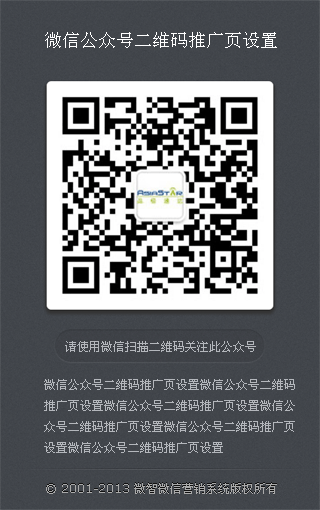 微信公众号二维码推广页设置
ASIASTAR
请使用微信扫描二维码关注此公众号
微信公众号二维码推广页设置微信公众号二维码
推广页设置微信公众号二维码推广页设置微信公
众号二维码推广页设置微信公众号二维码推广页
设置微信公众号二维码推广页设置
© 2001-2013 微智微信营销系统版权所有